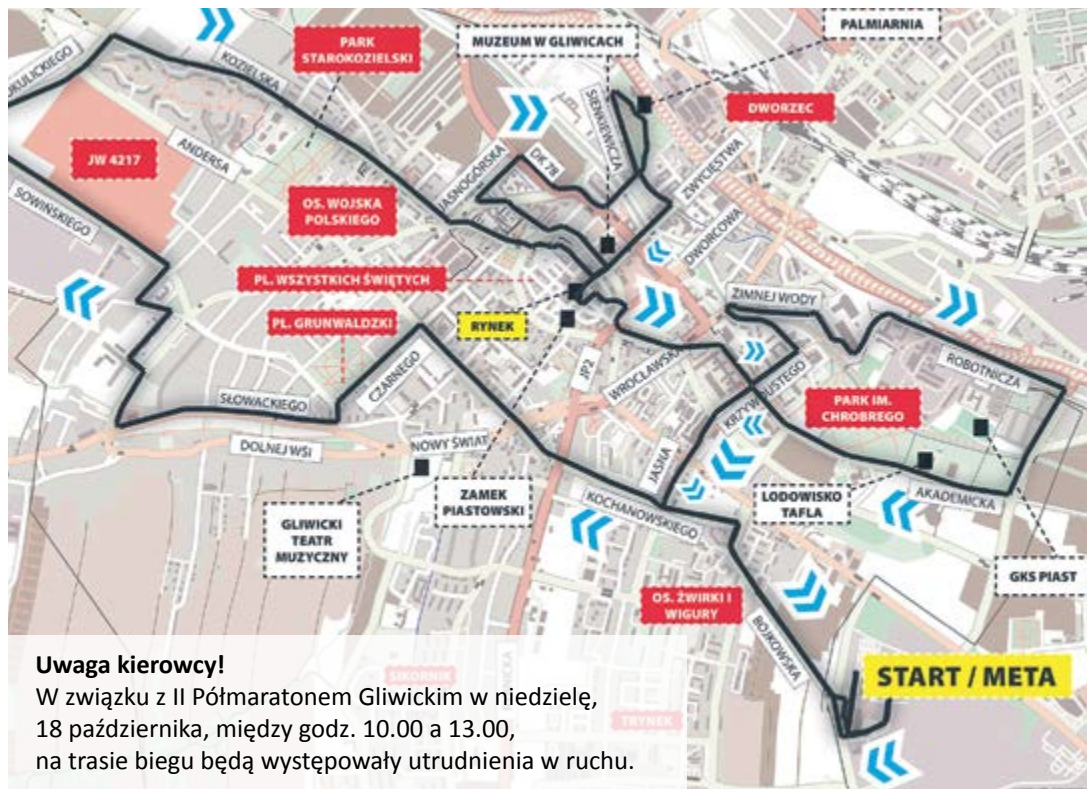 PALMIARNIA
MUZEUM W GLIWICACH
PARK
STAROKOZIELSKI
KOZIELSKA
DWORZEC
SIENKIEWICZA
JW 4217
ANDERSA
JASNOGÓRSKA
DK 78
ZWYCIĘSTWA
OS. WOJSKA
POLSKIEGO
SOWIŃSKIEGO
DWORCOWA
PL. WSZYSTKICH ŚWIĘTYCH
ZIMNEJ WODY
PL. GRUNWALDZKI
RYNEK
ROBOTNICZA
CZARNEGO
JP2
WROCŁAWSKA
KRZYWOUSTEGO
PARK IM.
CHROBREGO
SŁOWACKIEGO
DOLNEJ WSI
NOWY ŚWIAT
JASNA
ZAMEK
PIASTOWSKI
KOCHANOWSKIEGO
LODOWISKO
TAFLA
AKADEMICKA
GLIWICKI
TEATR
MUZYCZNY
GKS PIAST
OS. ŻWIRKI I
WIGURY
BOJKOWSKA
START / META
SIKORNIK
TRYNEK
Uwaga kierowcy!
W związku z II Półmaratonem Gliwickim w niedzielę,
18 października, między godz. 10.00 a 13.00,
na trasie biegu będą występowały utrudnienia w ruchu.